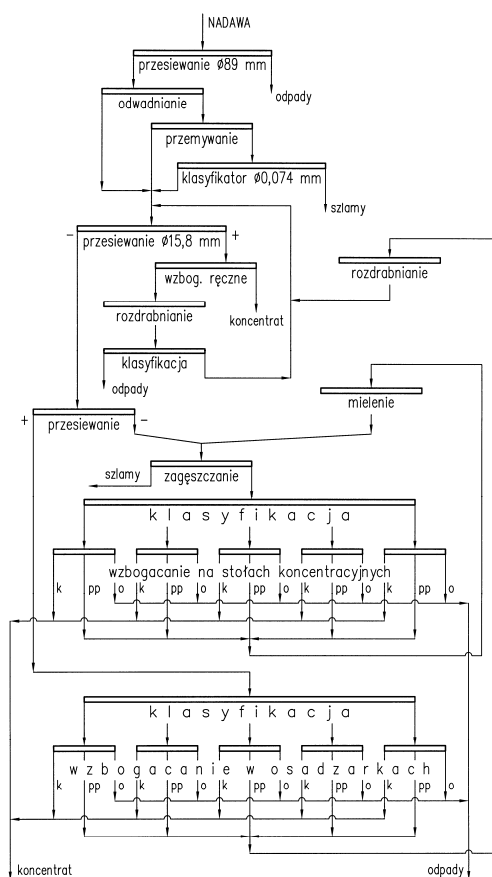 NADAWA
przesiewanie Ø89 mm
odpady
odwadnianie
przemywanie
klasyfikator Ø0,074 mm
szlamy
- przesiewanie Ø15,8 mm +
rozdrabnianie
wzbog. ręczne
rozdrabnianie
koncentrat
klasyfikacja
odpady
mielenie
+ przesiewanie -
szlamy
zagęszczanie
klasyfikacja
wzbogacanie na stołach koncentracyjnych
k pp o k pp o k pp o k pp o k pp o
klasyfikacja
wzbogacanie w osadzarkach
k pp o k pp o k pp o k pp o k pp o
koncentrat
odpady